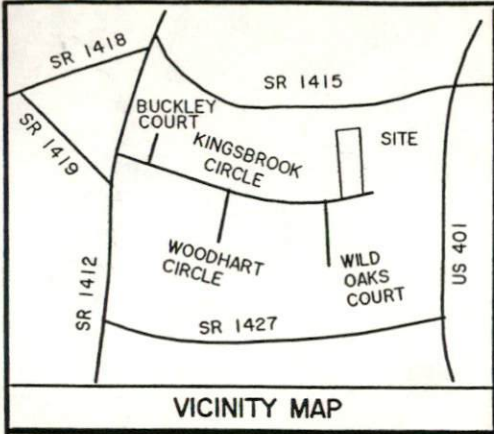 SR 1418
SR 1415
BUCKLEY
COURT
KINGSBROOK
CIRCLE
SITE
SR 1419
WOODHART
CIRCLE
WILD
OAKS
COURT
US 401
SR 1412
SR 1427
VICINITY MAP